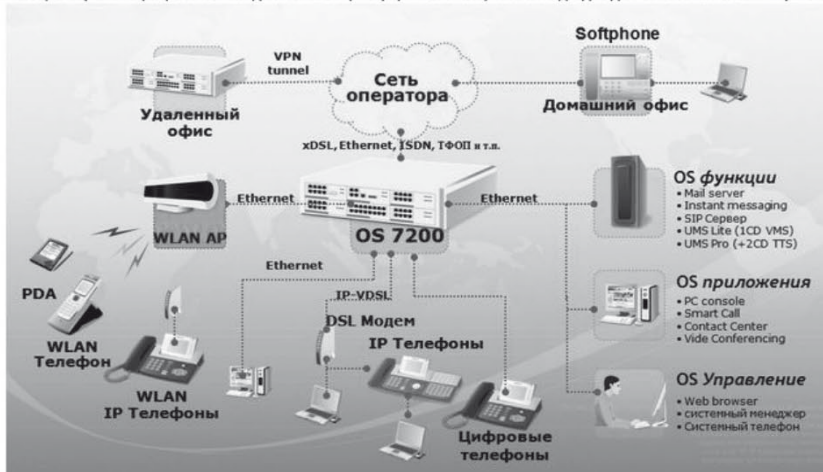 Softphone
VPN
tunnel
Сеть
оператора
Удаленный
офис
Домашний офис
xDSL, Ethernet, ISDN, ТФОП и т.п.
OS функции
• Mail server
• Instant messaging
• SIP Сервер
• UMS Lite (1CD VMS)
• UMS Pro (+2CD TTS)
Ethernet
Ethernet
WLAN AP
OS 7200
Ethernet
PDA
IP-VDSL
OS приложения
• PC console
• Smart Call
• Contact Center
• Vide Conferencing
DSL Модем
IP Телефоны
WLAN
Телефон
WLAN
IP Телефоны
OS Управление
• Web browser
• системный менеджер
• Системный телефон
Цифровые
телефоны